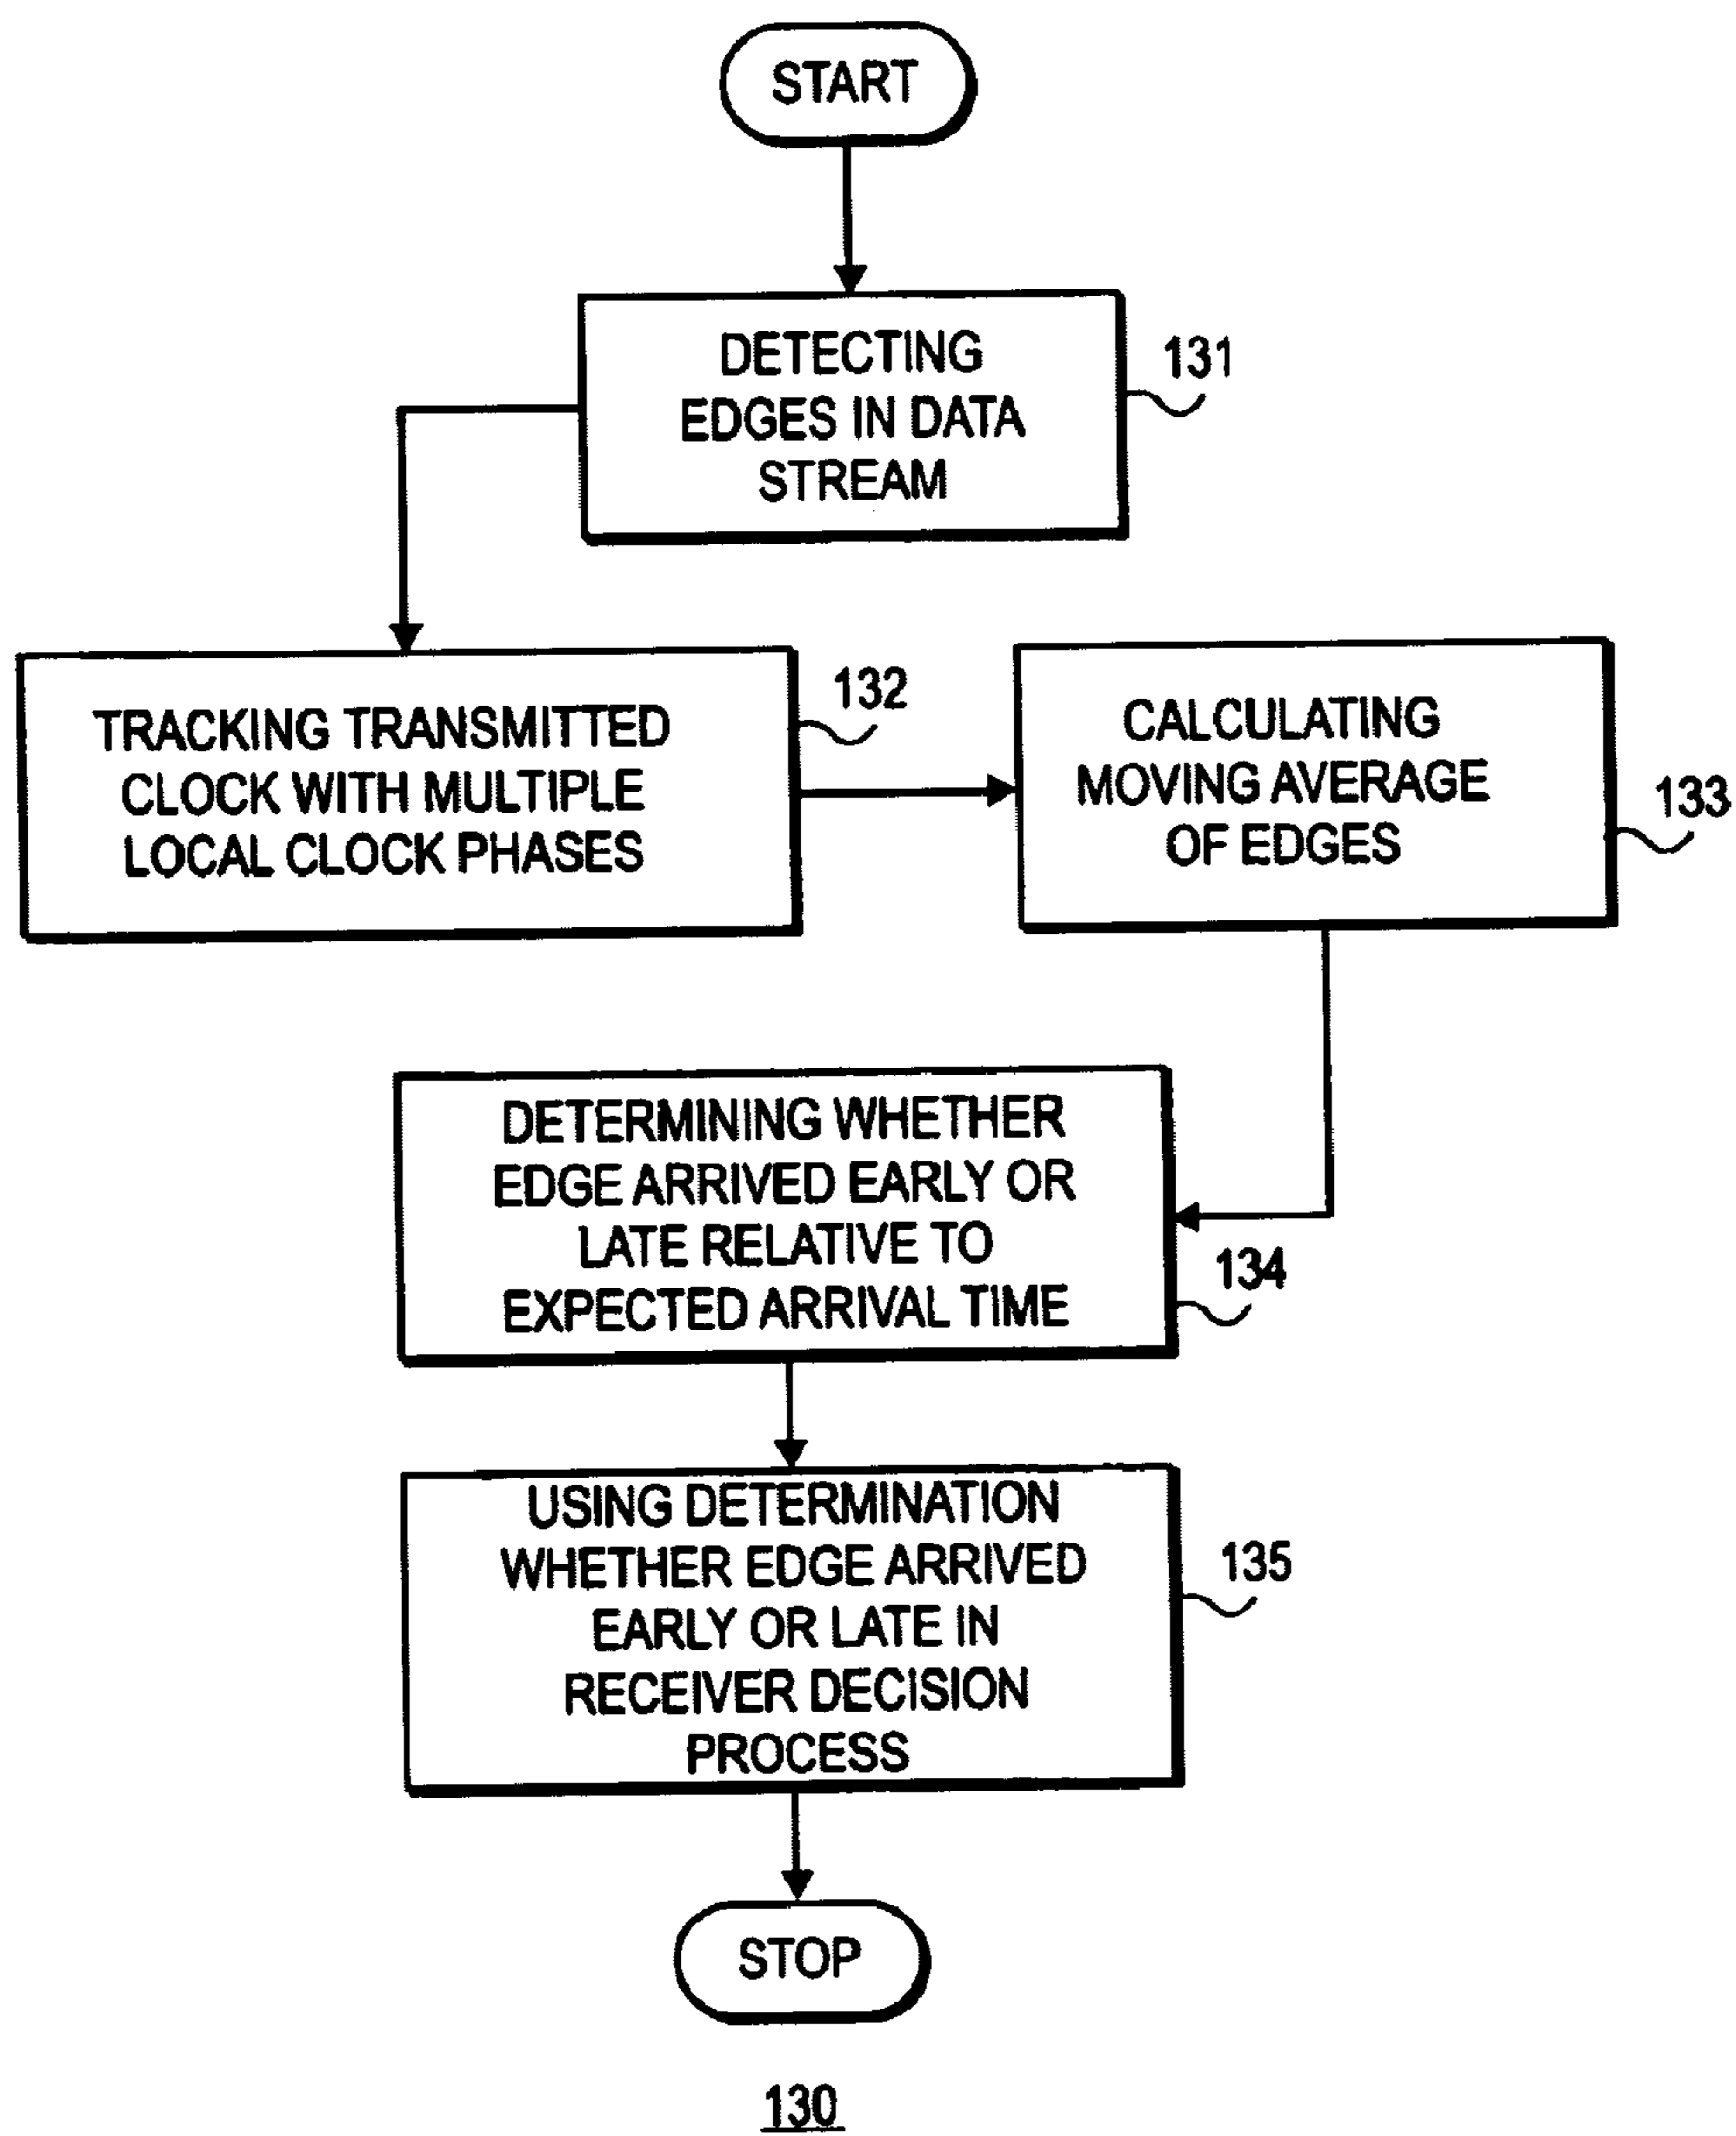 START
DETECTING
EDGES IN DATA
STREAM
131
TRACKING TRANSMITTED
CLOCK WITH MULTIPLE
LOCAL CLOCK PHASES
132
CALCULATING
MOVING AVERAGE
OF EDGES
133
DETERMINING WHETHER
EDGE ARRIVED EARLY OR
LATE RELATIVE TO
EXPECTED ARRIVAL TIME
134
USING DETERMINATION
WHETHER EDGE ARRIVED
EARLY OR LATE IN
RECEIVER DECISION
PROCESS
135
STOP
130